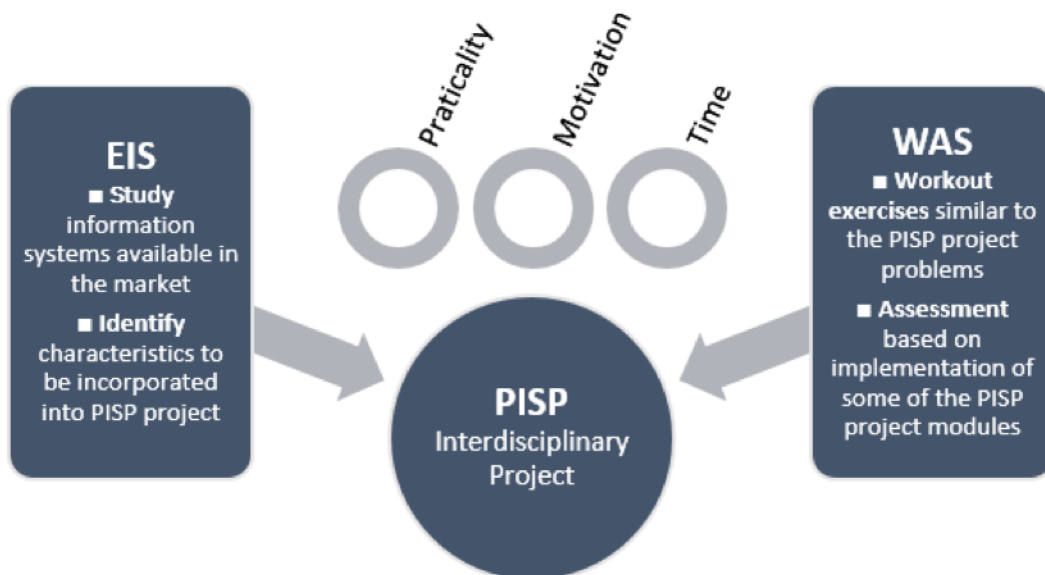 EIS
■ Study
information
systems available in
the market
■ Identify
characteristics to
be incorporated
into PISP project
Praticality
Motivation
Time
PISP
Interdisciplinary
Project
WAS
■ Workout
exercises similar to
the PISP project
problems
■ Assessment
based on
implementation of
some of the PISP
project modules